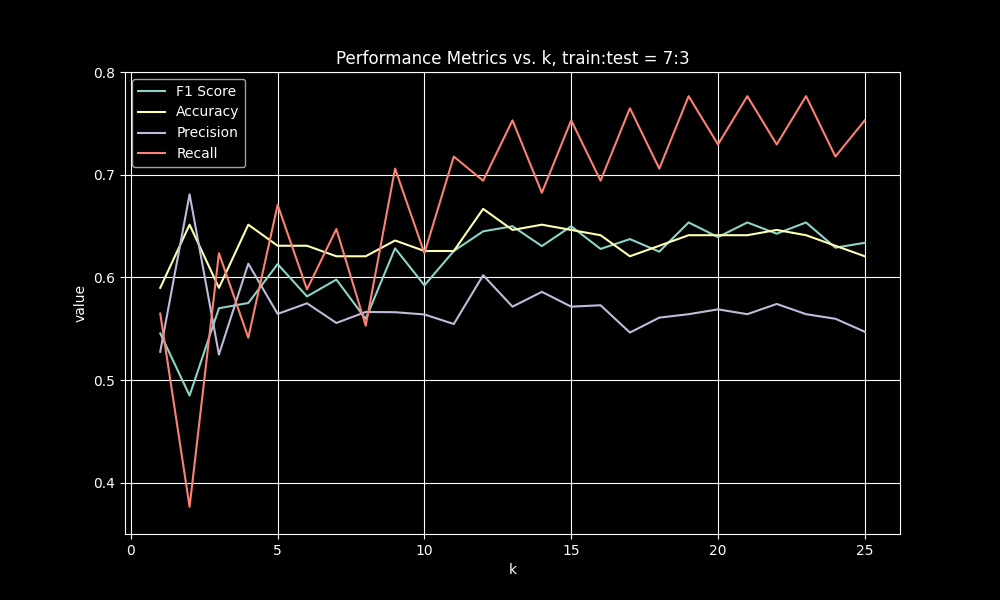 Performance Metrics vs. k, train:test = 7:3
0.8
F1 Score
Accuracy
Precision
Recall
0.7
0.6
value
0.5
0.4
0 5 10 15 20 25
k